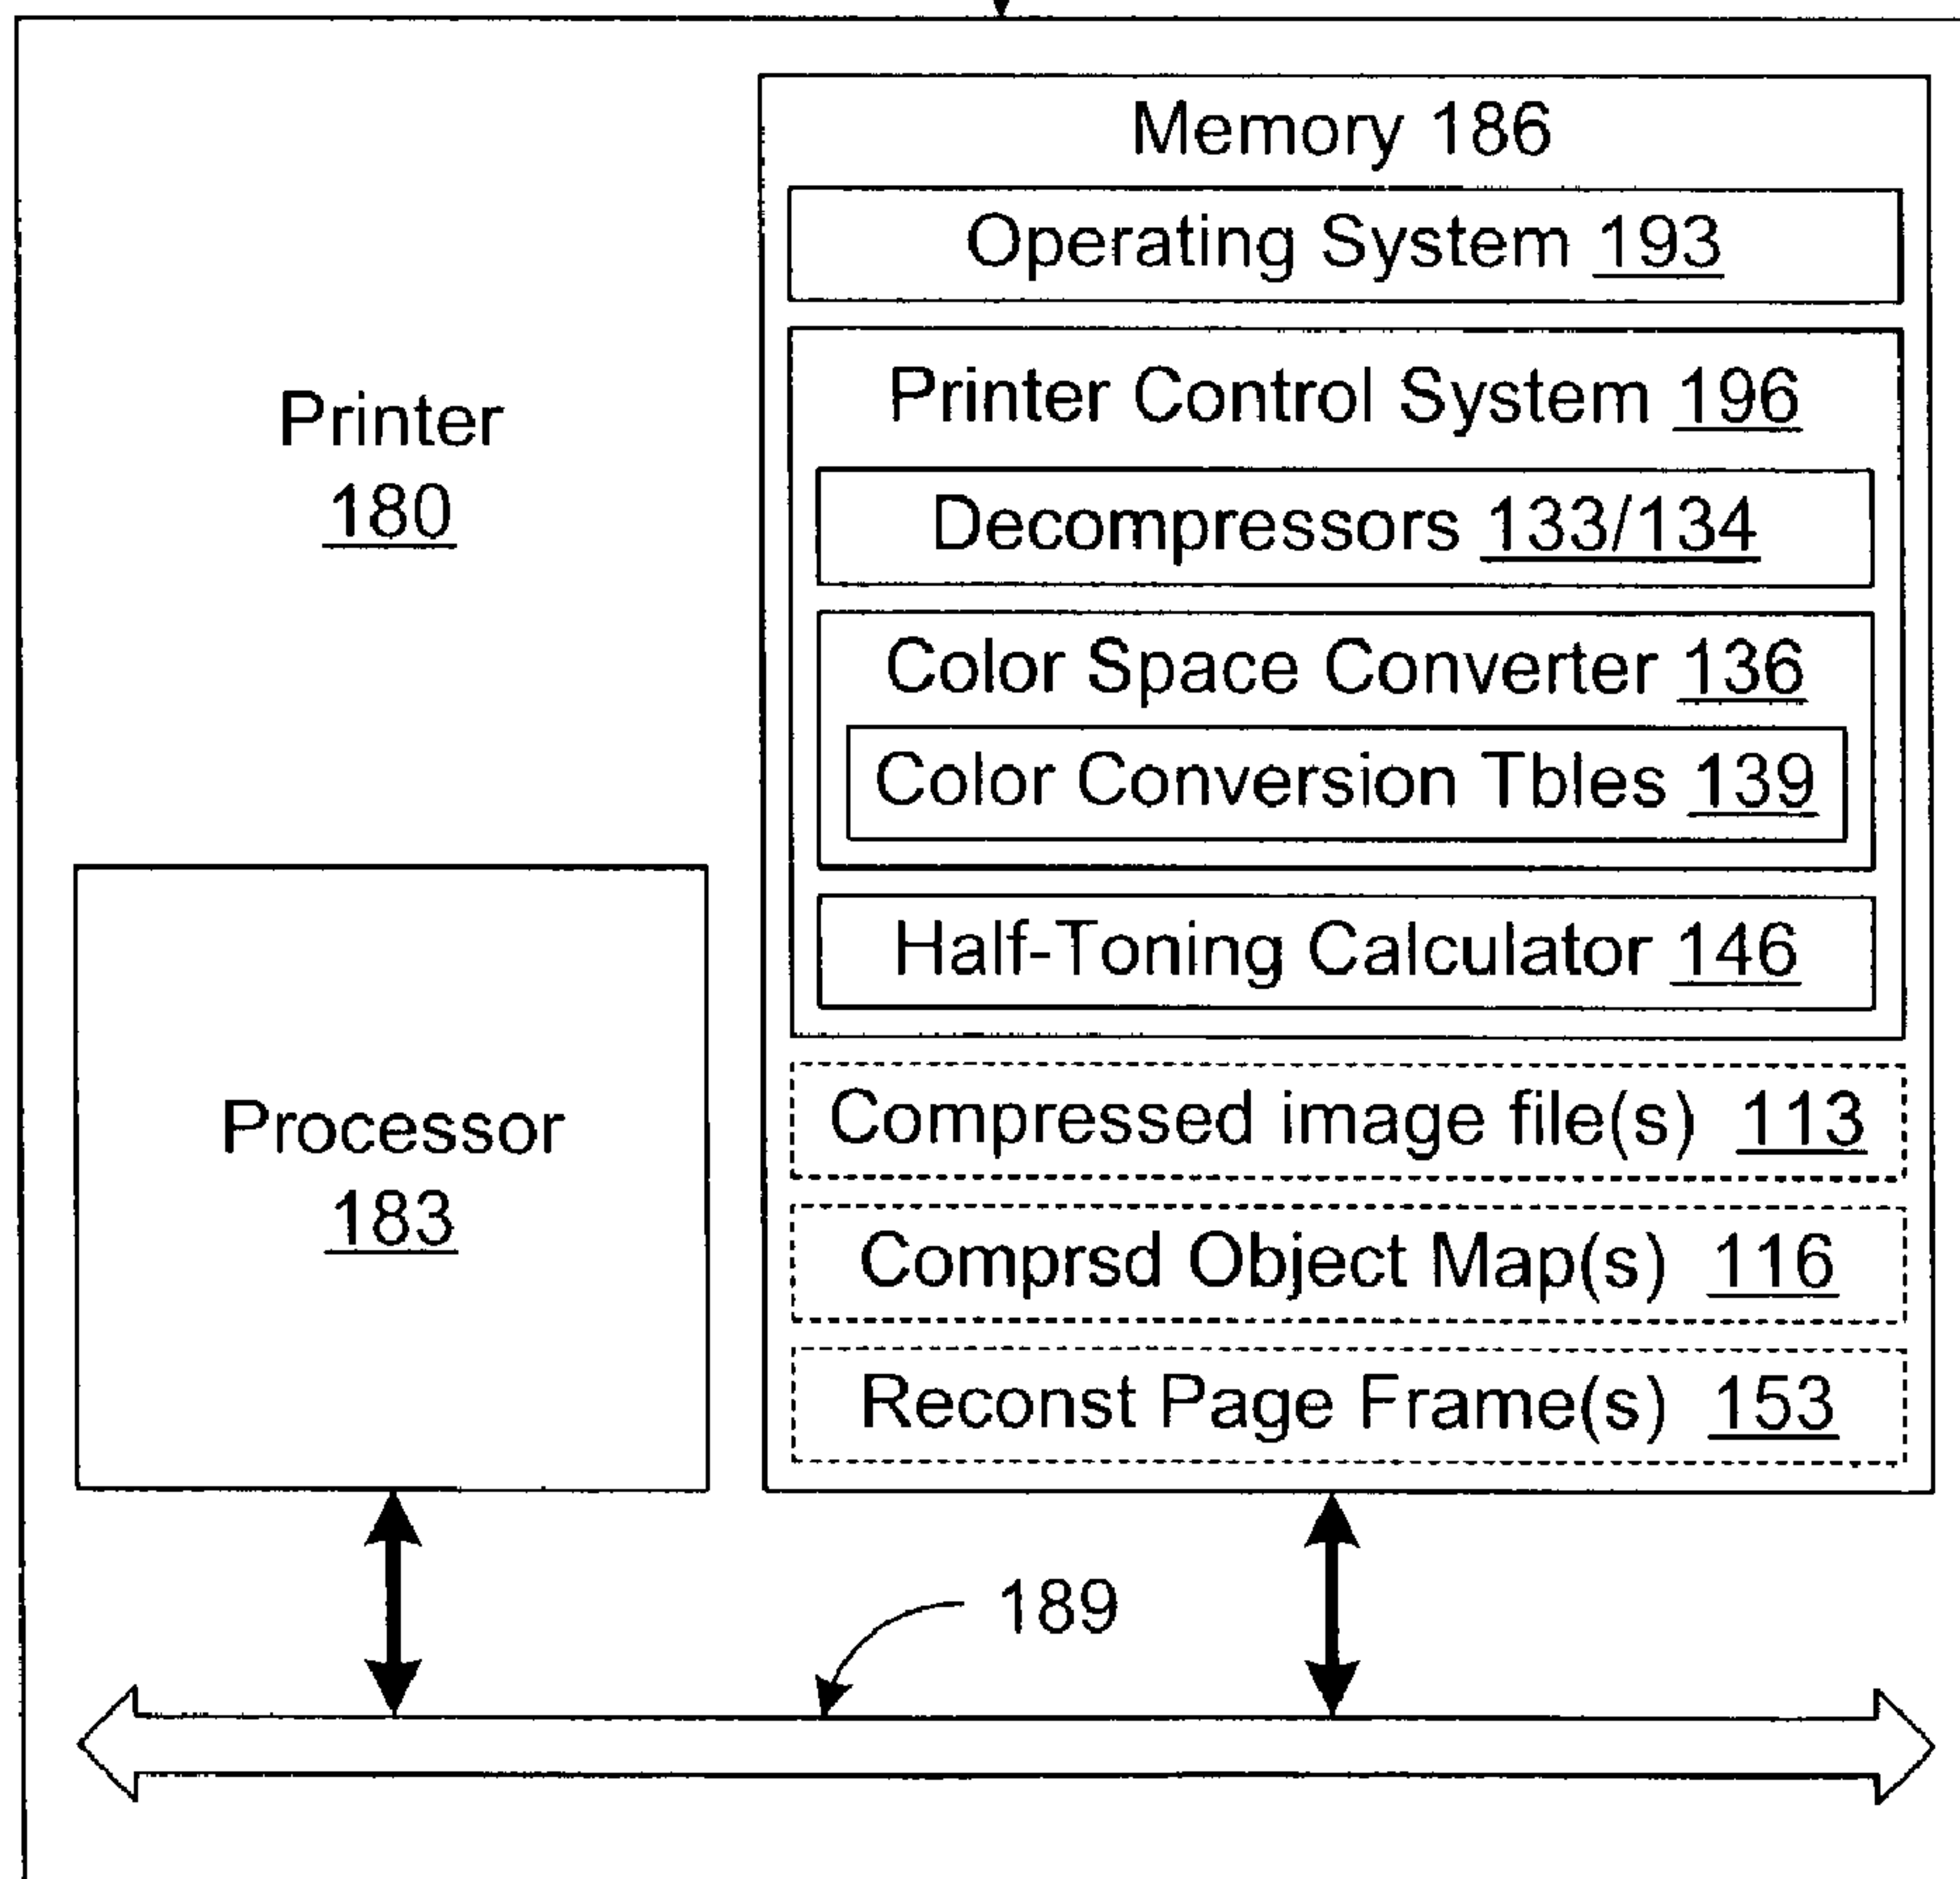 Memory 186
Operating System 193
Printer Control System 196
Printer
180
Decompressors 133/134
Color Space Converter 136
Color Conversion Tbles 139
Half-Toning Calculator 146
Processor
183
Compressed image file(s) 113
Comprsd Object Map(s) 116
Reconst Page Frame(s) 153
189